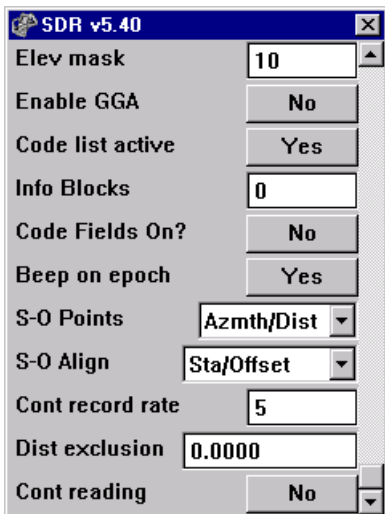 SDR v5.40
Elev mask 10
Enable GGA No
Code list active Yes
Info Blocks 0
Code Fields On? No
Beep on epoch Yes
S-O Points Azmth/Dist
S-O Align Sta/Offset
Cont record rate 5
Dist exclusion 0.0000
Cont reading No